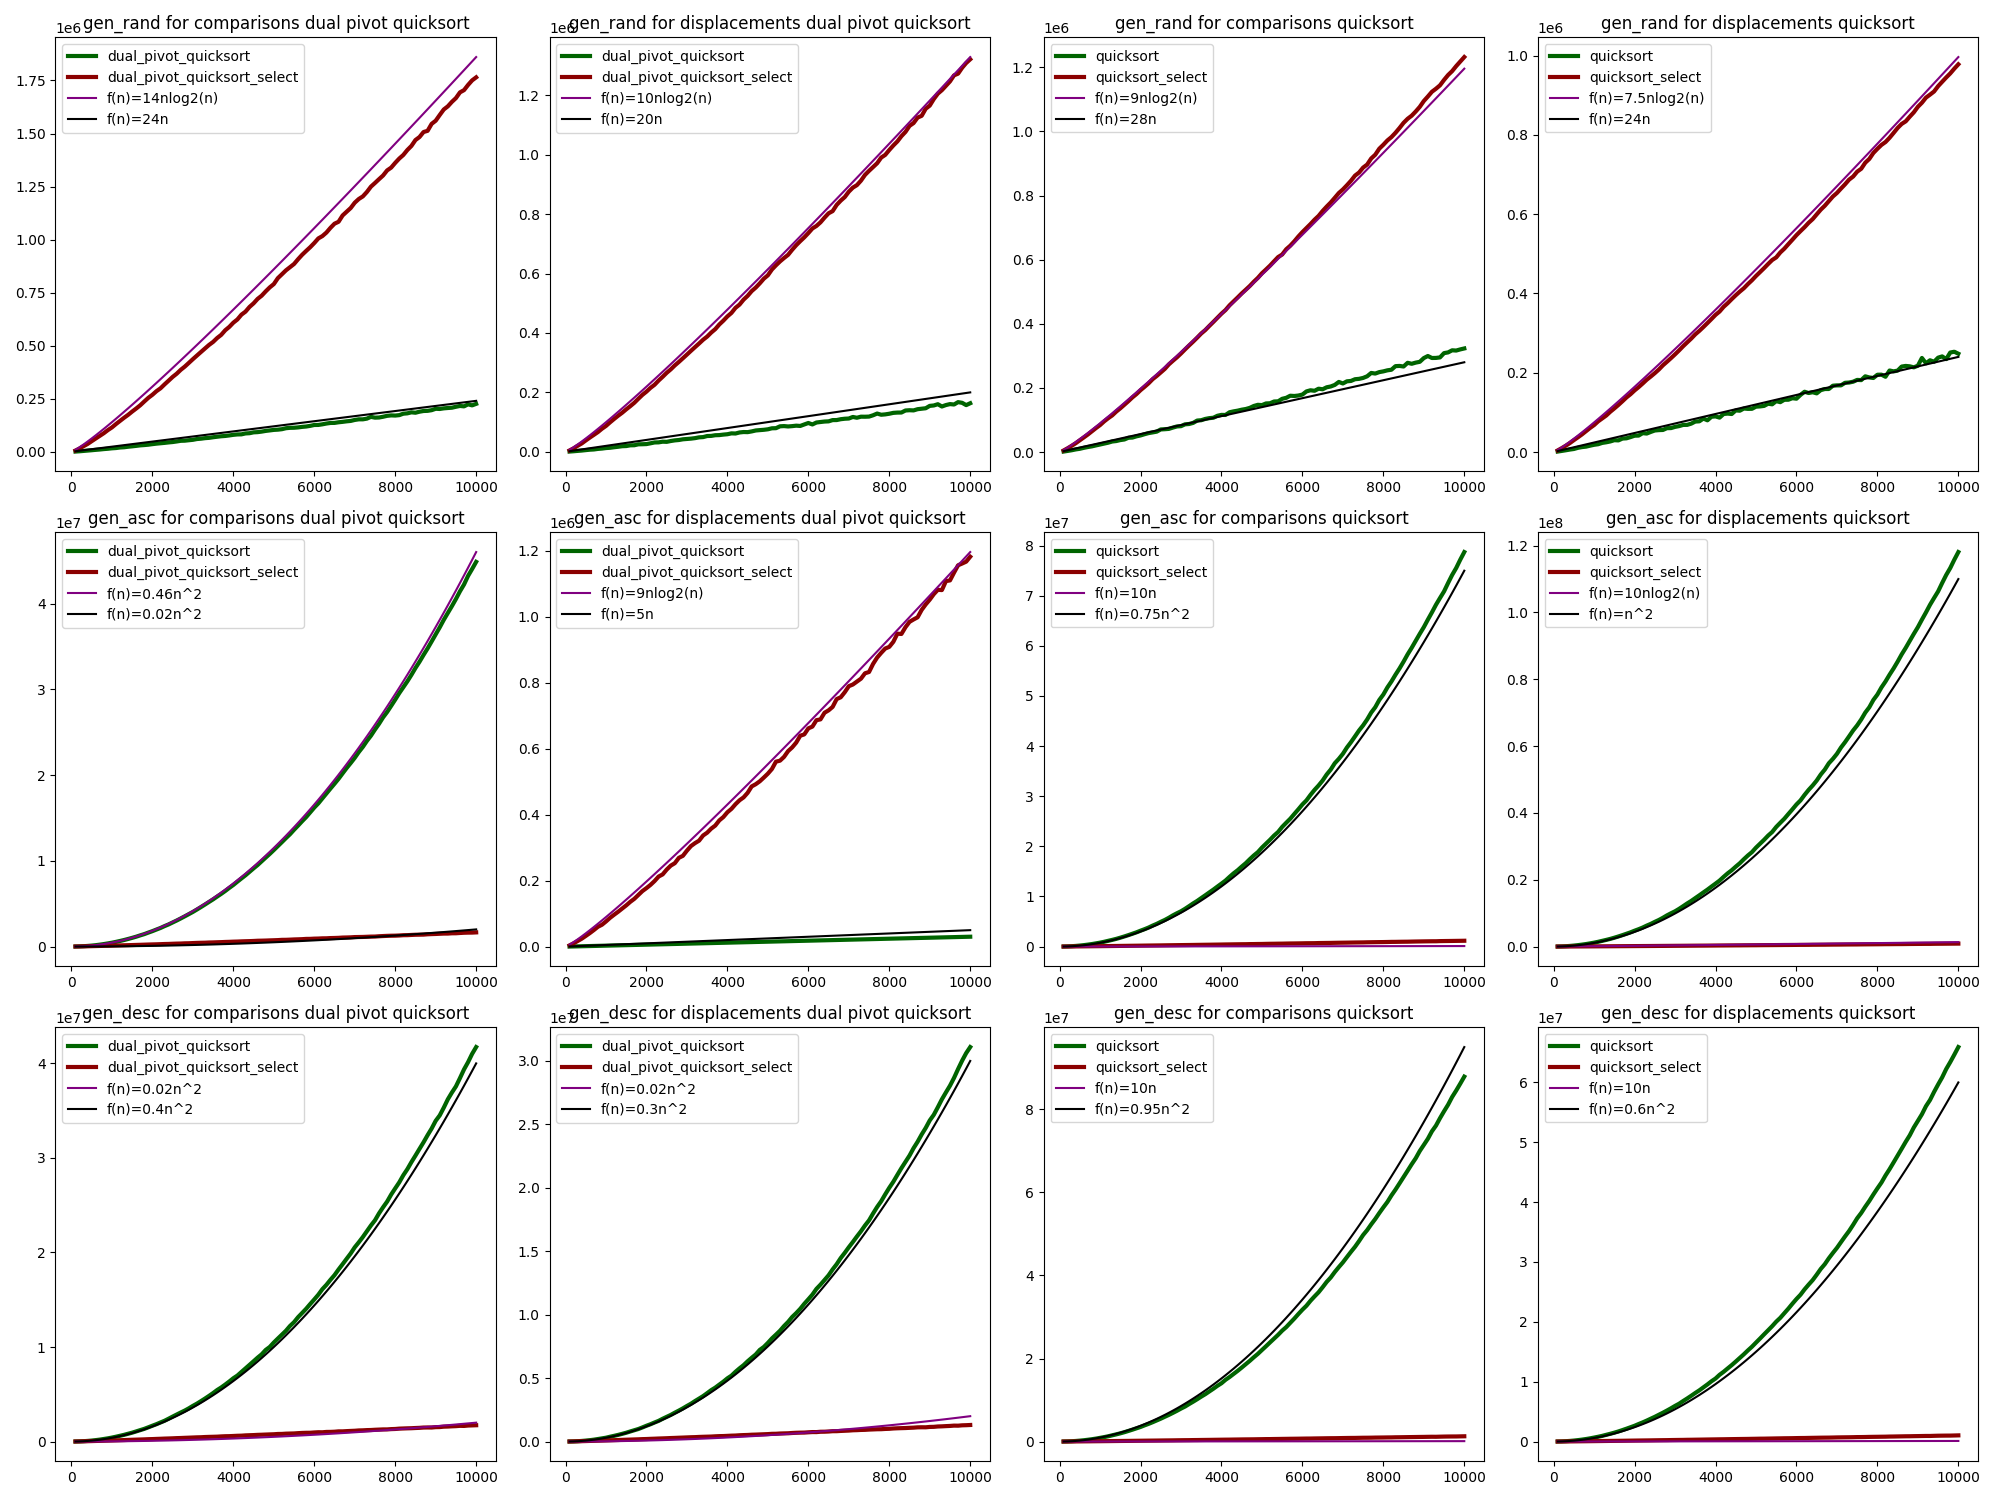 gen_rand for comparisons dual pivot quicksort
1e6
dual_pivot_quicksort
dual_pivot_quicksort_select
f(n)=14nlog2(n)
f(n)=24n
1.75
1.50
1.25
1.00
0.75
0.50
0.25
0.00
0 2000 4000 6000 8000 10000
gen_rand for displacements dual pivot quicksort
1e6
dual_pivot_quicksort
dual_pivot_quicksort_select
f(n)=10nlog2(n)
f(n)=20n
1.2
1.0
0.8
0.6
0.4
0.2
0.0
0 2000 4000 6000 8000 10000
gen_rand for comparisons quicksort
1e6
quicksort
quicksort_select
f(n)=9nlog2(n)
f(n)=28n
1.2
1.0
0.8
0.6
0.4
0.2
0.0
0 2000 4000 6000 8000 10000
gen_rand for displacements quicksort
1e6
quicksort
quicksort_select
f(n)=7.5nlog2(n)
f(n)=24n
1.0
0.8
0.6
0.4
0.2
0.0
0 2000 4000 6000 8000 10000
gen_asc for comparisons dual pivot quicksort
1e7
dual_pivot_quicksort
dual_pivot_quicksort_select
f(n)=0.46n^2
f(n)=0.02n^2
4
3
2
1
0
0 2000 4000 6000 8000 10000
gen_asc for displacements dual pivot quicksort
1e6
dual_pivot_quicksort
dual_pivot_quicksort_select
f(n)=9nlog2(n)
f(n)=5n
1.2
1.0
0.8
0.6
0.4
0.2
0.0
0 2000 4000 6000 8000 10000
gen_asc for comparisons quicksort
1e7
quicksort
quicksort_select
f(n)=10n
f(n)=0.75n^2
8
7
6
5
4
3
2
1
0
0 2000 4000 6000 8000 10000
gen_asc for displacements quicksort
1e8
quicksort
quicksort_select
f(n)=10nlog2(n)
f(n)=n^2
1.2
1.0
0.8
0.6
0.4
0.2
0.0
0 2000 4000 6000 8000 10000
gen_desc for comparisons dual pivot quicksort
1e7
dual_pivot_quicksort
dual_pivot_quicksort_select
f(n)=0.02n^2
f(n)=0.4n^2
4
3
2
1
0
0 2000 4000 6000 8000 10000
gen_desc for displacements dual pivot quicksort
1e7
dual_pivot_quicksort
dual_pivot_quicksort_select
f(n)=0.02n^2
f(n)=0.3n^2
3.0
2.5
2.0
1.5
1.0
0.5
0.0
0 2000 4000 6000 8000 10000
gen_desc for comparisons quicksort
1e7
quicksort
quicksort_select
f(n)=10n
f(n)=0.95n^2
8
6
4
2
0
0 2000 4000 6000 8000 10000
gen_desc for displacements quicksort
1e7
quicksort
quicksort_select
f(n)=10n
f(n)=0.6n^2
6
5
4
3
2
1
0
0 2000 4000 6000 8000 10000